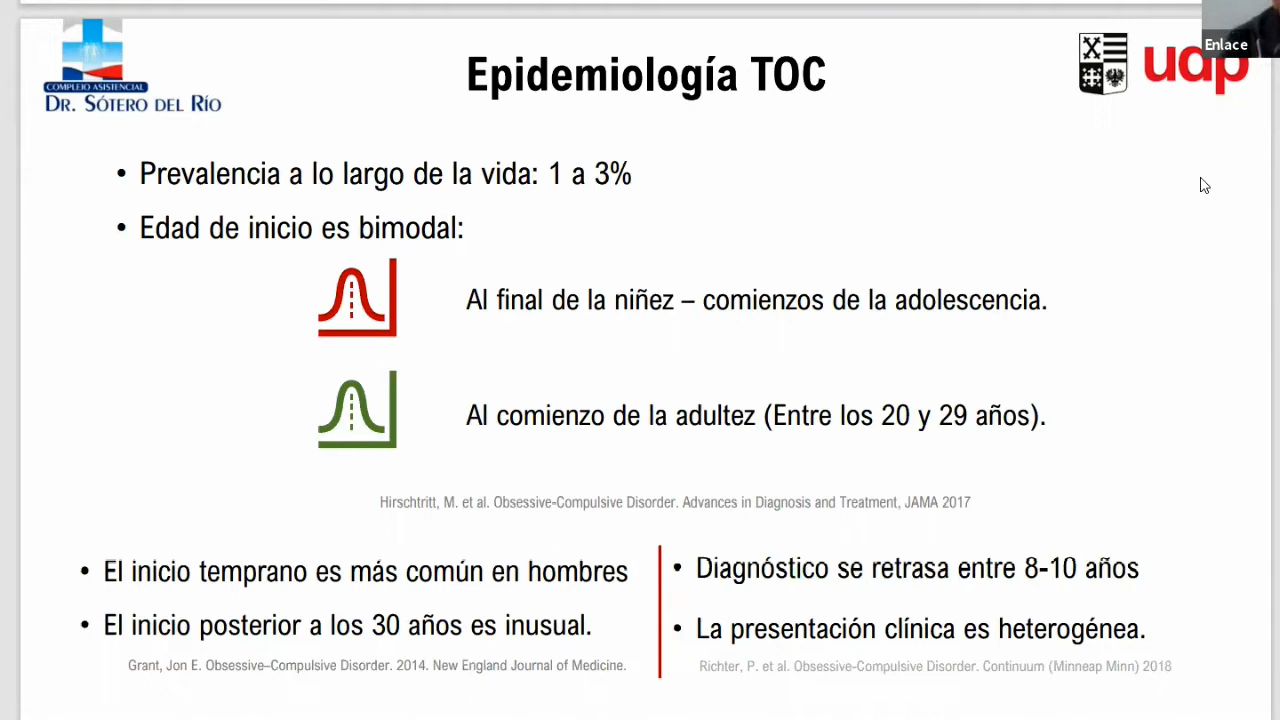 Enlace
COMPLEJO ASISTENCIAL
DR. SÓTERO DEL RÍO
Epidemiología TOC
udp
• Prevalencia a lo largo de la vida: 1 a 3%
• Edad de inicio es bimodal:
Al final de la niñez – comienzos de la adolescencia.
Al comienzo de la adultez (Entre los 20 y 29 años).
Hirschtritt, M. et al. Obsessive-Compulsive Disorder. Advances in Diagnosis and Treatment, JAMA 2017
• El inicio temprano es más común en hombres
• El inicio posterior a los 30 años es inusual.
Grant, Jon E. Obsessive–Compulsive Disorder. 2014. New England Journal of Medicine.
• Diagnóstico se retrasa entre 8-10 años
• La presentación clínica es heterogénea.
Richter, P. et al. Obsessive-Compulsive Disorder. Continuum (Minneap Minn) 2018